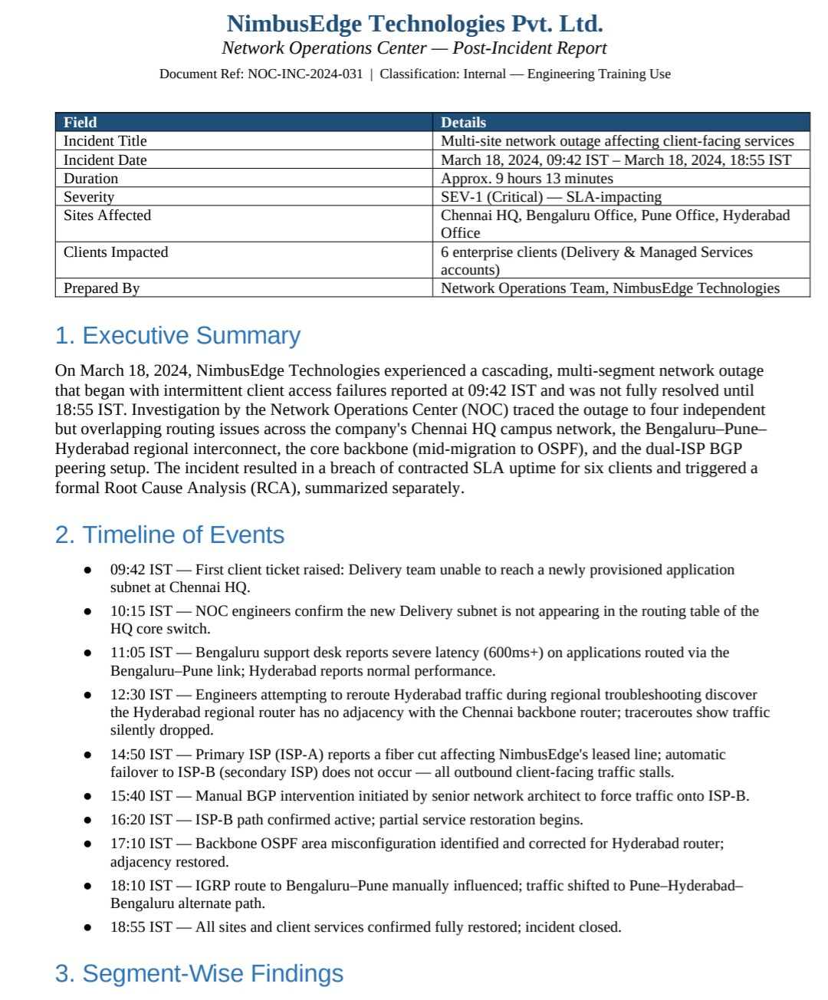 NimbusEdge Technologies Pvt. Ltd.
Network Operations Center — Post-Incident Report
Document Ref: NOC-INC-2024-031 | Classification: Internal — Engineering Training Use
Field Details
Incident Title Multi-site network outage affecting client-facing services
Incident Date March 18, 2024, 09:42 IST – March 18, 2024, 18:55 IST
Duration Approx. 9 hours 13 minutes
Severity SEV-1 (Critical) — SLA-impacting
Sites Affected Chennai HQ, Bengaluru Office, Pune Office, Hyderabad
Office
Clients Impacted 6 enterprise clients (Delivery & Managed Services
accounts)
Prepared By Network Operations Team, NimbusEdge Technologies
1. Executive Summary
On March 18, 2024, NimbusEdge Technologies experienced a cascading, multi-segment network outage
that began with intermittent client access failures reported at 09:42 IST and was not fully resolved until
18:55 IST. Investigation by the Network Operations Center (NOC) traced the outage to four independent
but overlapping routing issues across the company's Chennai HQ campus network, the Bengaluru–Pune–
Hyderabad regional interconnect, the core backbone (mid-migration to OSPF), and the dual-ISP BGP
peering setup. The incident resulted in a breach of contracted SLA uptime for six clients and triggered a
formal Root Cause Analysis (RCA), summarized separately.
2. Timeline of Events
● 09:42 IST — First client ticket raised: Delivery team unable to reach a newly provisioned application
subnet at Chennai HQ.
● 10:15 IST — NOC engineers confirm the new Delivery subnet is not appearing in the routing table of the
HQ core switch.
● 11:05 IST — Bengaluru support desk reports severe latency (600ms+) on applications routed via the
Bengaluru–Pune link; Hyderabad reports normal performance.
● 12:30 IST — Engineers attempting to reroute Hyderabad traffic during regional troubleshooting discover
the Hyderabad regional router has no adjacency with the Chennai backbone router; traceroutes show traffic
silently dropped.
● 14:50 IST — Primary ISP (ISP-A) reports a fiber cut affecting NimbusEdge's leased line; automatic
failover to ISP-B (secondary ISP) does not occur — all outbound client-facing traffic stalls.
● 15:40 IST — Manual BGP intervention initiated by senior network architect to force traffic onto ISP-B.
● 16:20 IST — ISP-B path confirmed active; partial service restoration begins.
● 17:10 IST — Backbone OSPF area misconfiguration identified and corrected for Hyderabad router;
adjacency restored.
● 18:10 IST — IGRP route to Bengaluru–Pune manually influenced; traffic shifted to Pune–Hyderabad–
Bengaluru alternate path.
● 18:55 IST — All sites and client services confirmed fully restored; incident closed.
3. Segment-Wise Findings